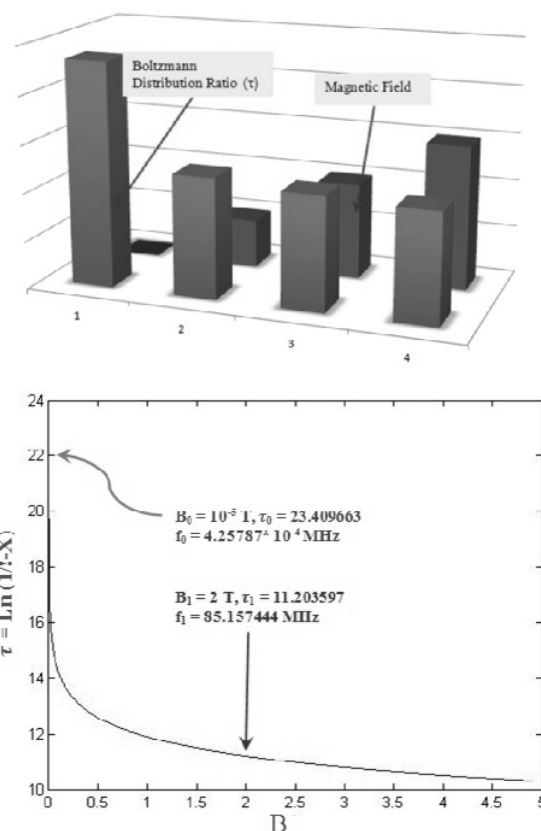 Boltzmann
Distribution Ratio (τ)
Magnetic Field
1
2
3
4
24
22
20
18
16
14
12
10
τ = Ln (1/1-X)
B₀ = 10⁻⁵ T, τ₀ = 23.409663
f₀ = 4.25787 10⁻⁴ MHz
B₁ = 2 T, τ₁ = 11.203597
f₁ = 85.157444 MHz
0
0.5
1
1.5
2
2.5
3
3.5
4
4.5
5
B